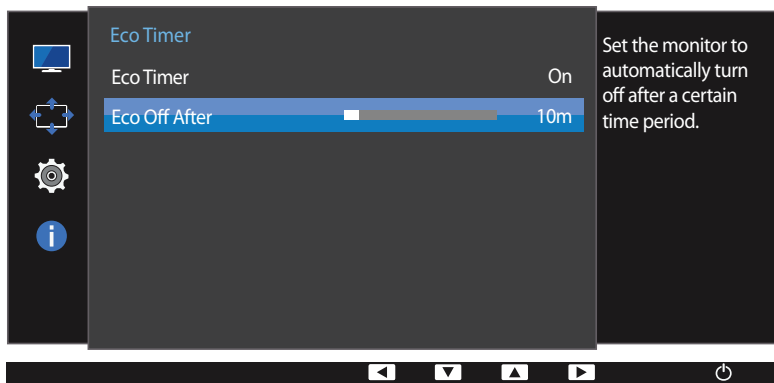 Eco Timer
Eco Timer On
Eco Off After 10m
Set the monitor to
automatically turn
off after a certain
time period.